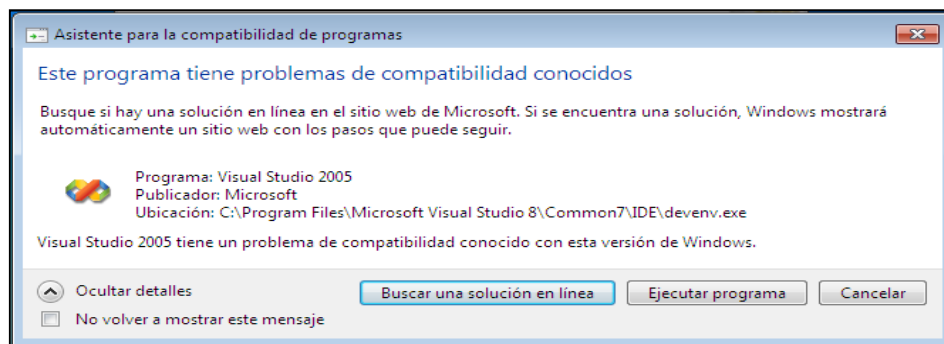 Asistente para la compatibilidad de programas
Este programa tiene problemas de compatibilidad conocidos
Busque si hay una solución en línea en el sitio web de Microsoft. Si se encuentra una solución, Windows mostrará
automáticamente un sitio web con los pasos que puede seguir.
Programa: Visual Studio 2005
Publicador: Microsoft
Ubicación: C:\Program Files\Microsoft Visual Studio 8\Common7\IDE\devenv.exe
Visual Studio 2005 tiene un problema de compatibilidad conocido con esta versión de Windows.
Ocultar detalles Buscar una solución en línea Ejecutar programa Cancelar
No volver a mostrar este mensaje